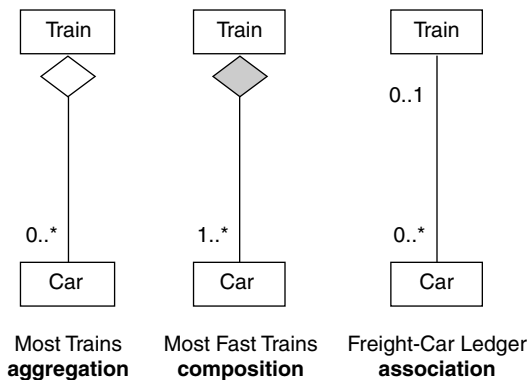 Train
Train
Train
0..1
0..*
1..*
0..*
Car
Car
Car
Most Trains
aggregation
Most Fast Trains
composition
Freight-Car Ledger
association